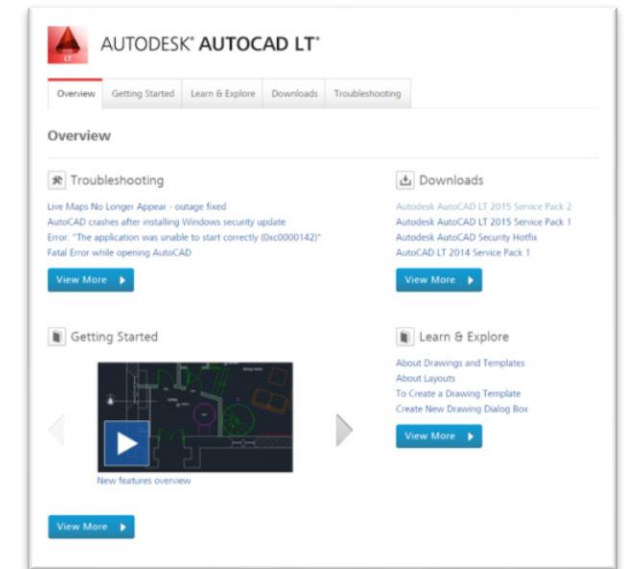 LT
AUTODESK® AUTOCAD LT®
Overview
Getting Started
Learn & Explore
Downloads
Troubleshooting
Overview
Troubleshooting
Live Maps No Longer Appear - outage fixed
AutoCAD crashes after installing Windows security update
Error: "The application was unable to start correctly (0xc0000142)"
Fatal Error while opening AutoCAD
View More
Downloads
Autodesk AutoCAD LT 2015 Service Pack 2
Autodesk AutoCAD LT 2015 Service Pack 1
Autodesk AutoCAD Security Hotfix
AutoCAD LT 2014 Service Pack 1
View More
Getting Started
New features overview
View More
Learn & Explore
About Drawings and Templates
About Layouts
To Create a Drawing Template
Create New Drawing Dialog Box
View More